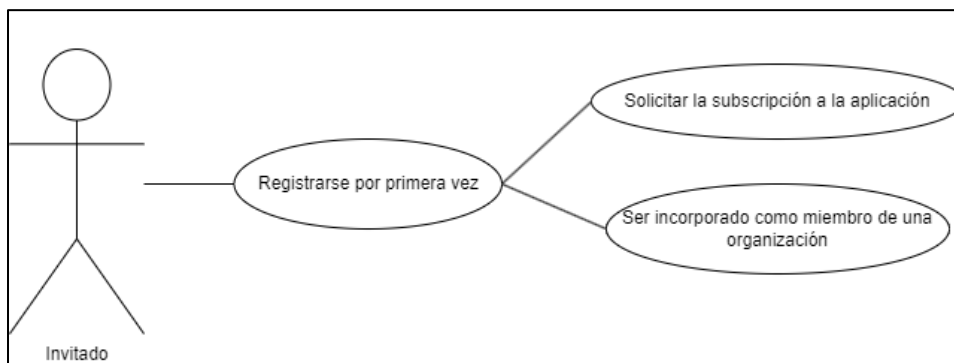 Solicitar la subscripción a la aplicación
Registrarse por primera vez
Ser incorporado como miembro de una
organización
Invitado